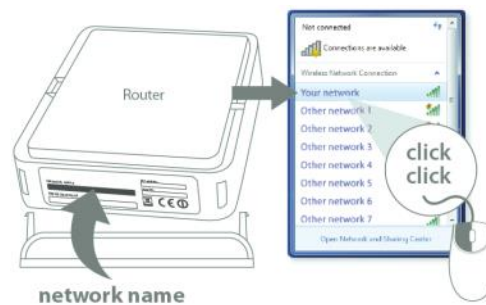 Not connected
Connections are available
Wireless Network Connection
Router
Your network
Other network 1
Other network 2
Other network 3
Other network 4
Other network 5
Other network 6
Other network 7
click
click
Open Network and Sharing Center
network name